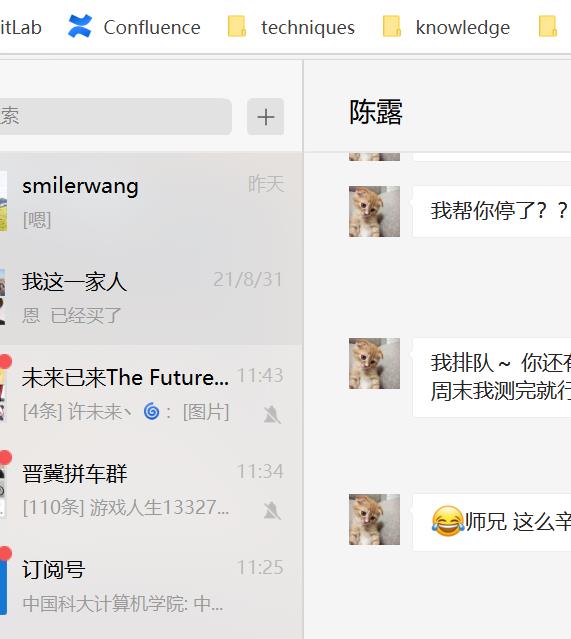 itLab Confluence techniques knowledge
索
陈露
smilerwang 昨天
[嗯]
我这一家人 21/8/31
恩 已经买了
未来已来The Future... 11:43
[4条] 许未来丶🌀： [图片]
晋冀拼车群 11:34
[110条] 游戏人生13327...
订阅号 11:25
中国科大计算机学院: 中...
我帮你停了？？
我排队~ 你还有
周末我测完就行
😂师兄 这么辛